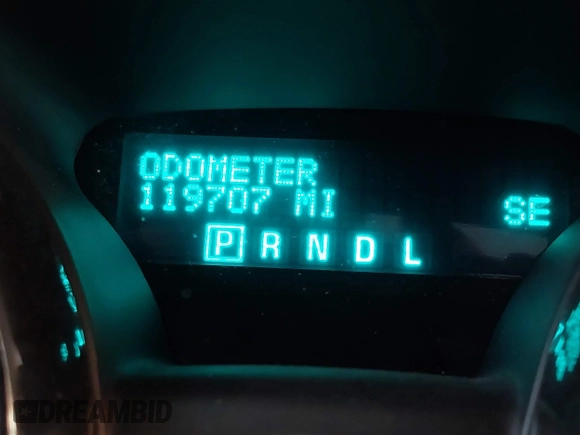 ODOMETER
119707 MI
SE
P R N D L
DREAMBID